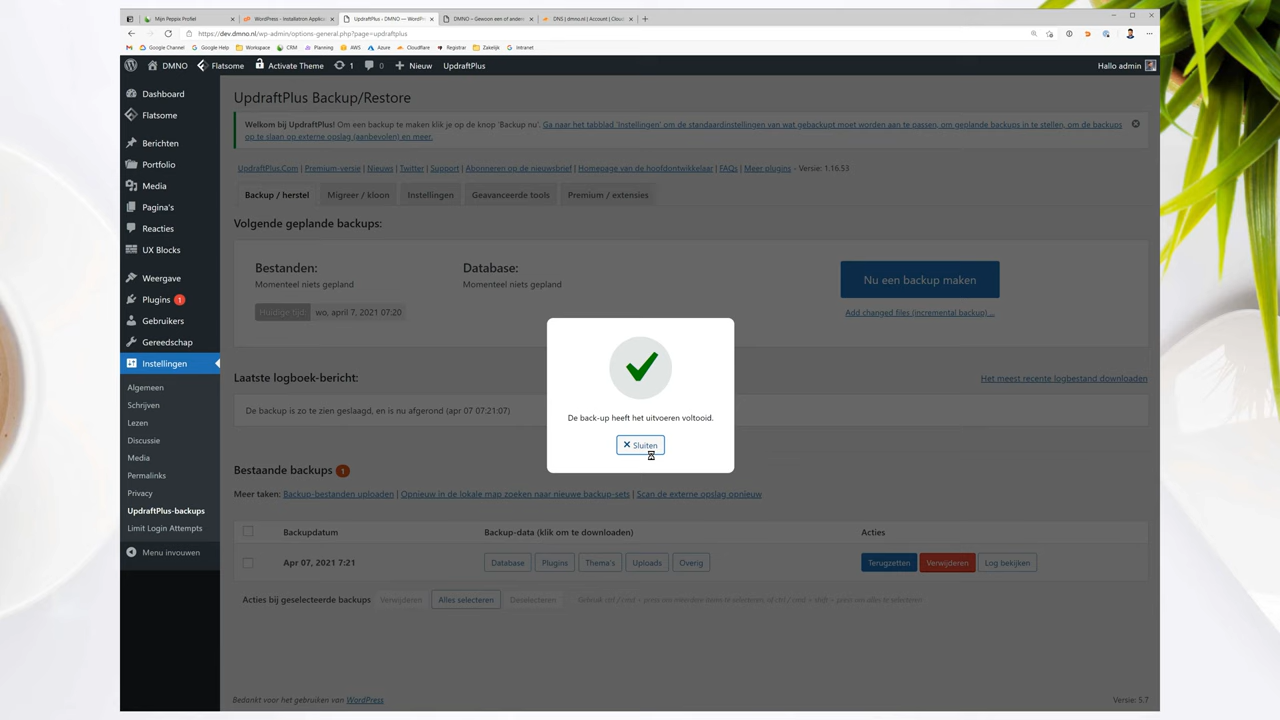 Mijn Peppix Profiel
WordPress - Installatron Applica
UpdraftPlus - DMNO — WordPr
DMNO – Gewoon een of ander
DNS | dmno.nl | Account | Cloud
https://dev.dmno.nl/wp-admin/options-general.php?page=updraftplus
Google Channel Google Help Workspace CRM Planning AWS Azure Cloudflare Registrar Zakelijk Intranet
DMNO Flatsome Activate Theme 1 0 Nieuw UpdraftPlus Hallo admin
Dashboard
Flatsome
Berichten
Portfolio
Media
Pagina's
Reacties
UX Blocks
Weergave
Plugins 1
Gebruikers
Gereedschap
Instellingen
Algemeen
Schrijven
Lezen
Discussie
Media
Permalinks
Privacy
UpdraftPlus-backups
Limit Login Attempts
Menu invouwen
UpdraftPlus Backup/Restore
Welkom bij UpdraftPlus! Om een backup te maken klik je op de knop 'Backup nu'. Ga naar het tabblad 'Instellingen' om de standaardinstellingen van wat gebackupt moet worden aan te passen, om geplande backups in te stellen, om de backups
op te slaan op externe opslag (aanbevolen) en meer.
UpdraftPlus.Com | Premium-versie | Nieuws | Twitter | Support | Abonneren op de nieuwsbrief | Homepage van de hoofdontwikkelaar | FAQs | Meer plugins - Versie: 1.16.53
Backup / herstel Migreer / kloon Instellingen Geavanceerde tools Premium / extensies
Volgende geplande backups:
Bestanden:
Momenteel niets gepland
Database:
Momenteel niets gepland
Huidige tijd: wo, april 7, 2021 07:20
Nu een backup maken
Add changed files (incremental backup) ...
Laatste logboek-bericht:
Het meest recente logbestand downloaden
De backup is zo te zien geslaagd, en is nu afgerond (apr 07 07:21:07)
De back-up heeft het uitvoeren voltooid.
Sluiten
Bestaande backups 1
Meer taken: Backup-bestanden uploaden | Opnieuw in de lokale map zoeken naar nieuwe backup-sets | Scan de externe opslag opnieuw
Backupdatum Backup-data (klik om te downloaden) Acties
Apr 07, 2021 7:21 Database Plugins Thema's Uploads Overig Terugzetten Verwijderen Log bekijken
Acties bij geselecteerde backups Verwijderen Alles selecteren Deselecteren
Bedankt voor het gebruiken van WordPress
Versie: 5.7